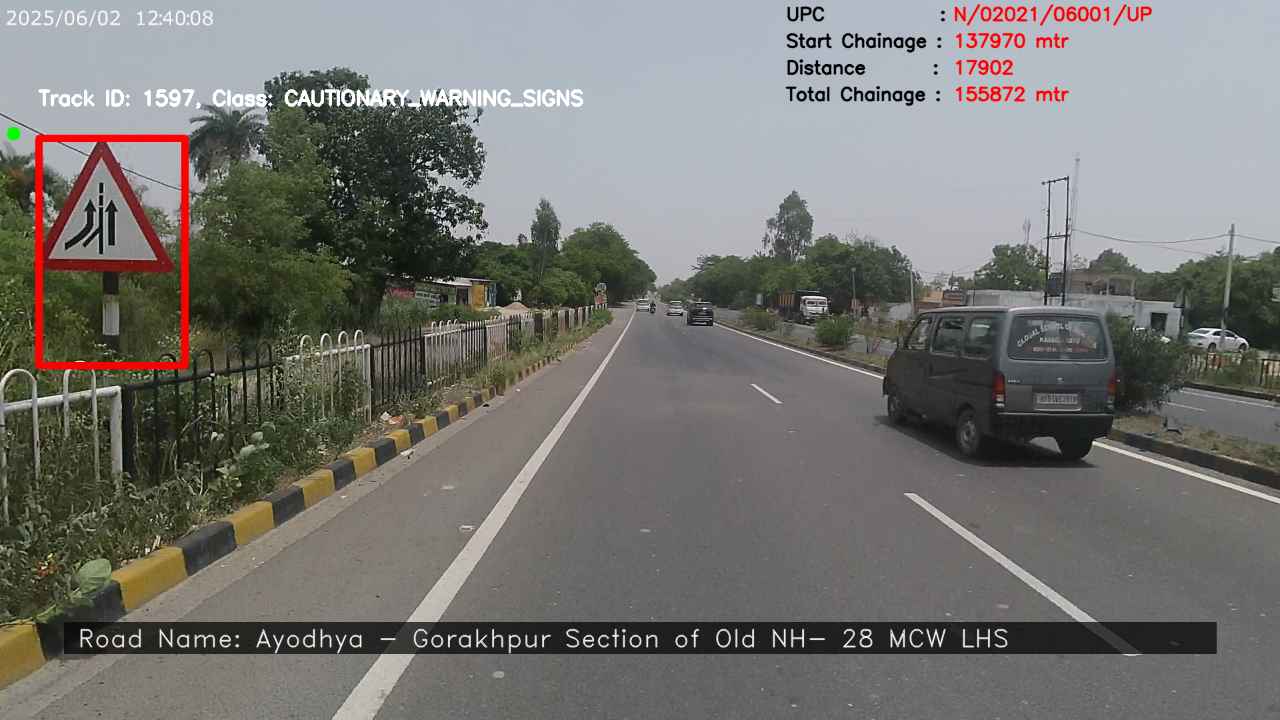 2025/06/02 12:40:08
UPC : N/02021/06001/UP
Start Chainage : 137970 mtr
Distance : 17902
Total Chainage : 155872 mtr
Track ID: 1597, Class: CAUTIONARY_WARNING_SIGNS
Road Name: Ayodhya - Gorakhpur Section of Old NH- 28 MCW LHS